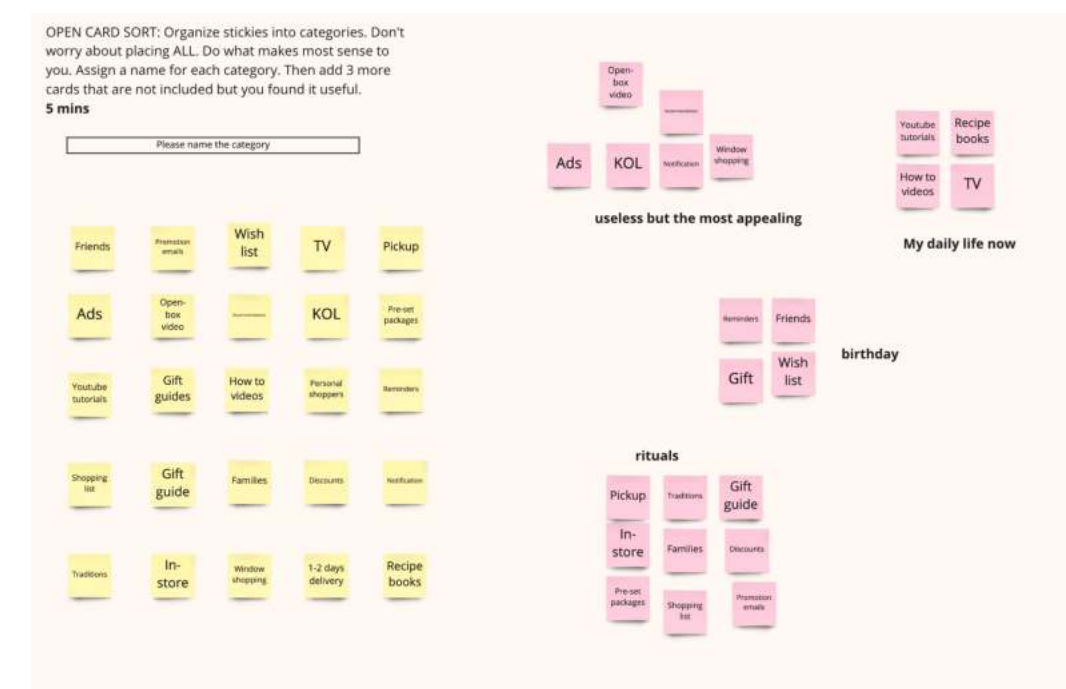 OPEN CARD SORT: Organize stickies into categories. Don't
worry about placing ALL. Do what makes most sense to
you. Assign a name for each category. Then add 3 more
cards that are not included but you found it useful.
5 mins
Please name the category
Friends
Promotion
emails
Wish
list
TV
Pickup
Ads
Open-
box
video
KOL
Pre-set
packages
Youtube
tutorials
Gift
guides
How to
videos
Personal
shoppers
Reminders
Shopping
list
Gift
guide
Families
Discounts
Notification
Traditions
In-
store
Window
shopping
1-2 days
delivery
Recipe
books
Open-
box
video
Ads
KOL
Notification
Window
shopping
useless but the most appealing
Youtube
tutorials
Recipe
books
How to
videos
TV
My daily life now
Reminders
Friends
Gift
Wish
list
birthday
rituals
Pickup
Traditions
Gift
guide
In-
store
Families
Discounts
Pre-set
packages
Shopping
list
Promotion
emails